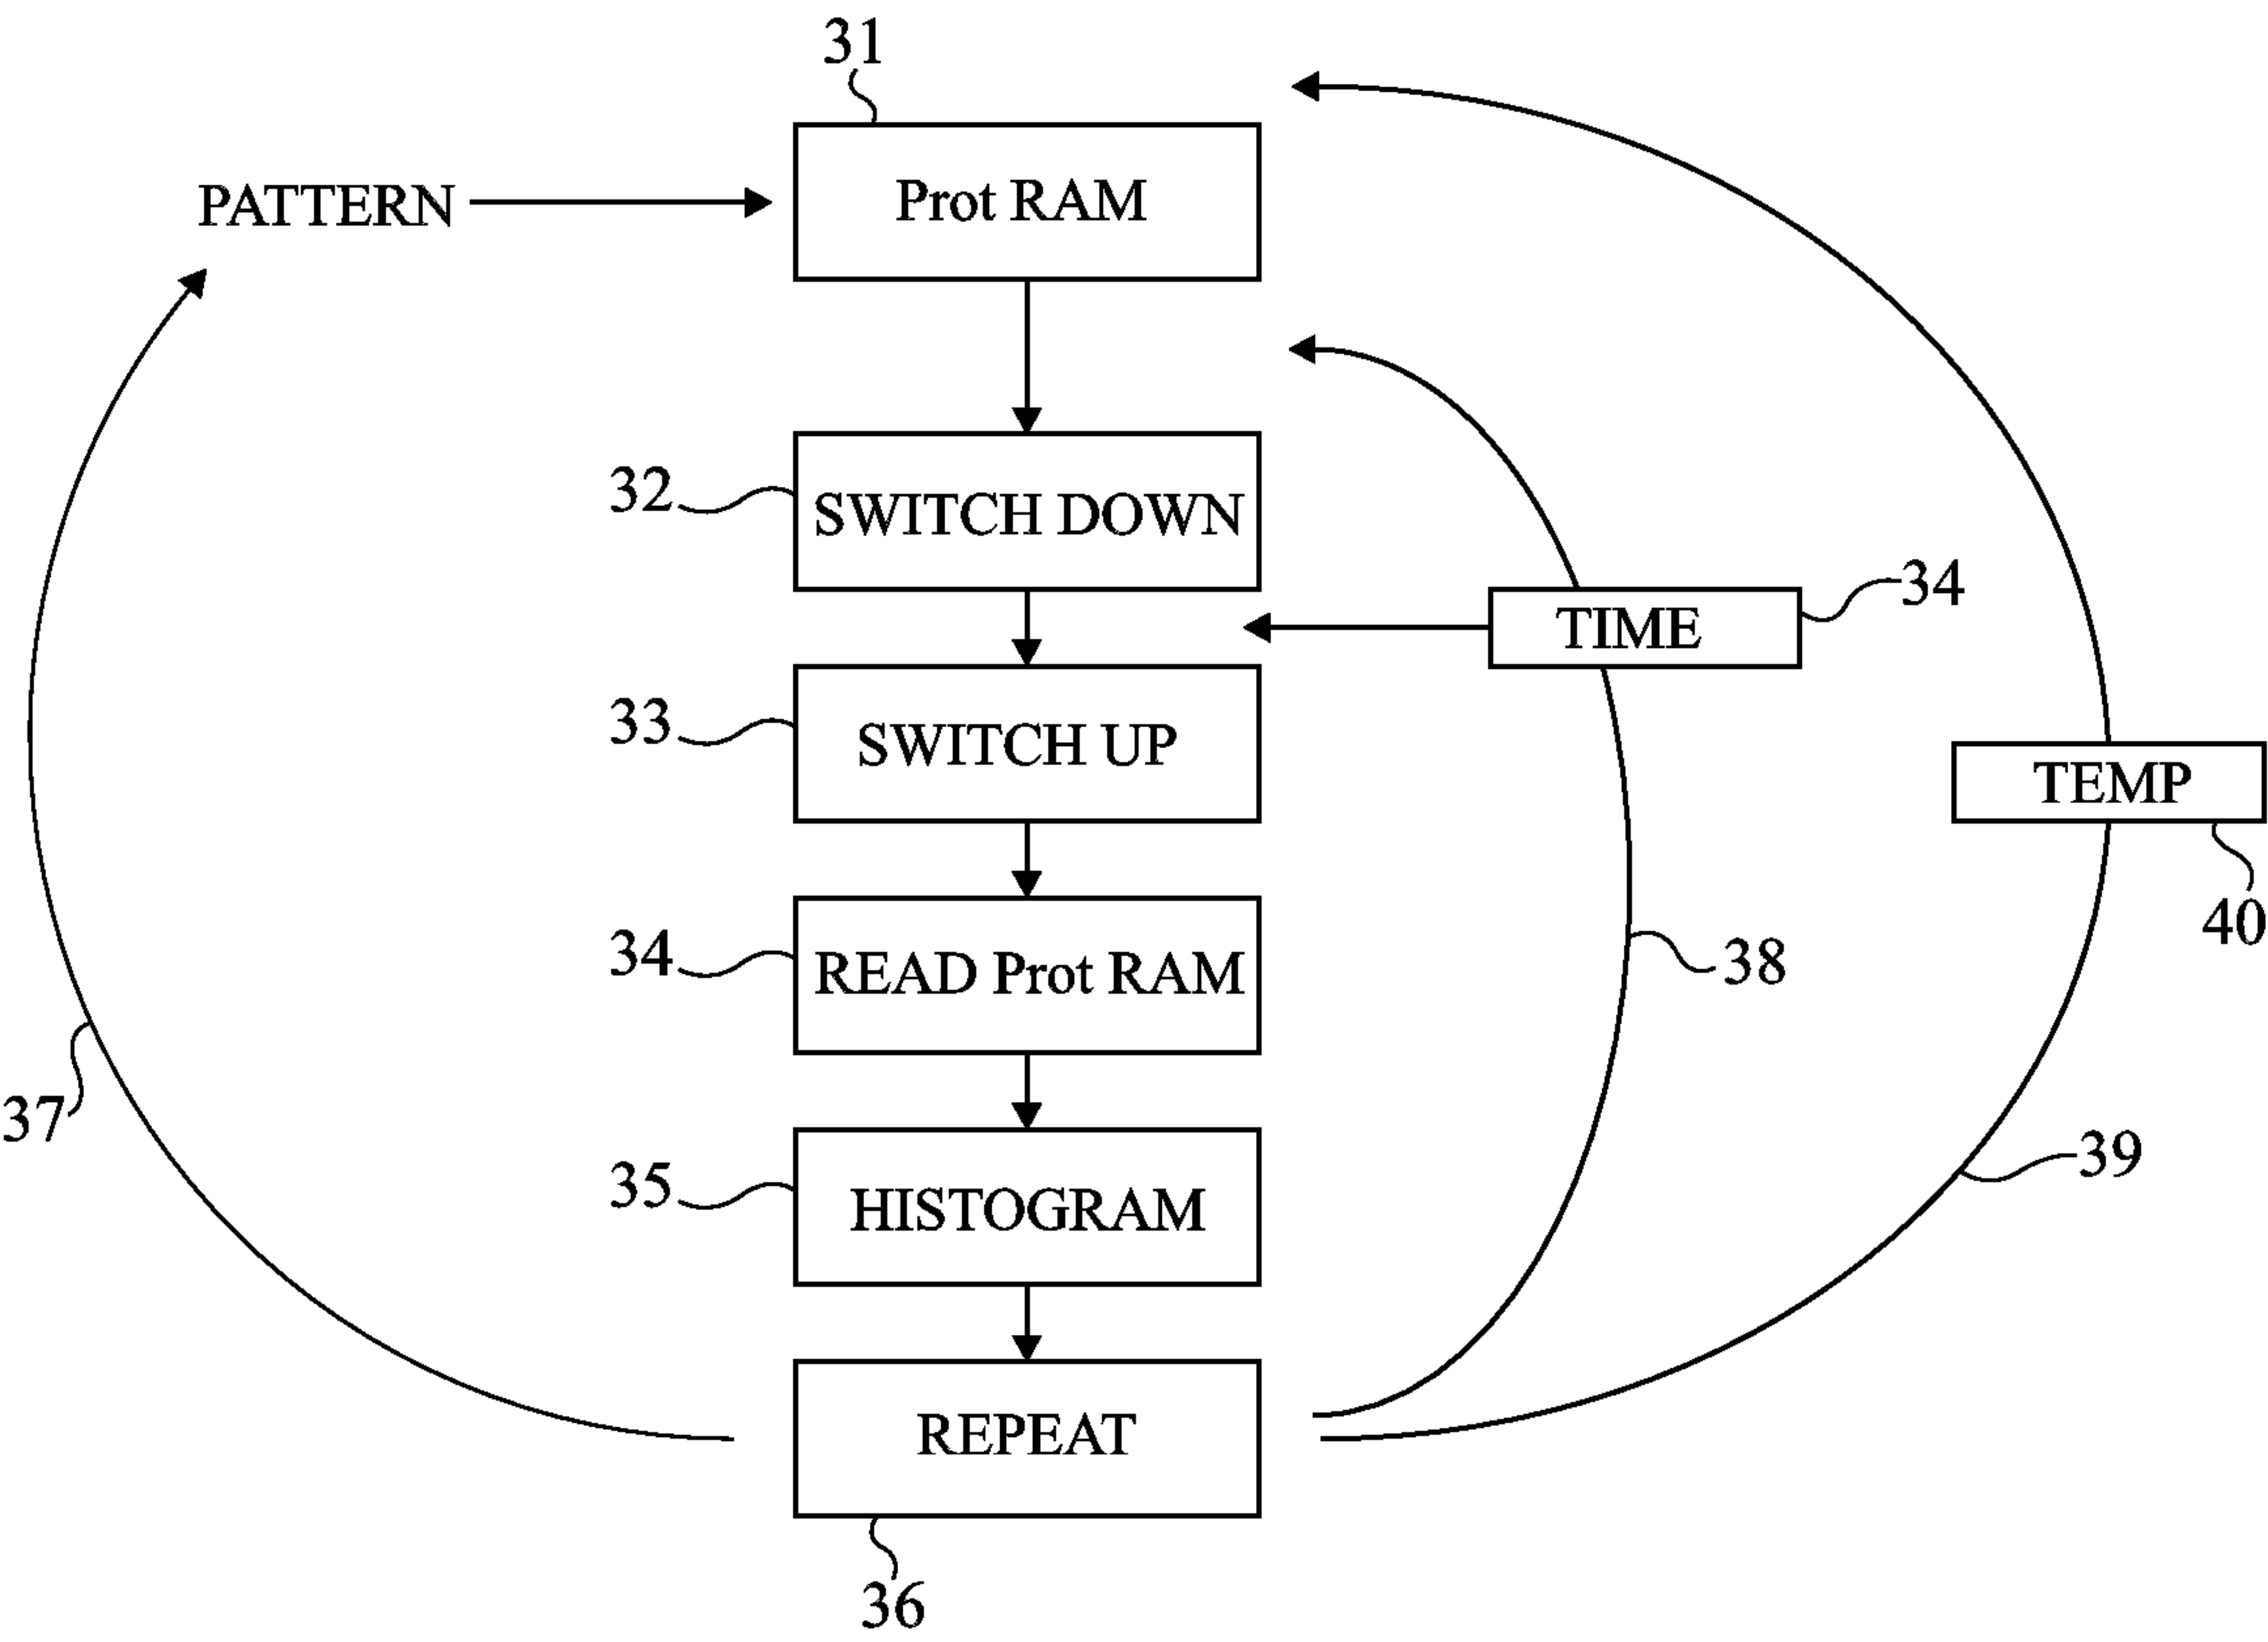 31
PATTERN
Prot RAM
32
SWITCH DOWN
TIME
34
33
SWITCH UP
TEMP
40
34
READ Prot RAM
38
37
35
HISTOGRAM
39
REPEAT
36